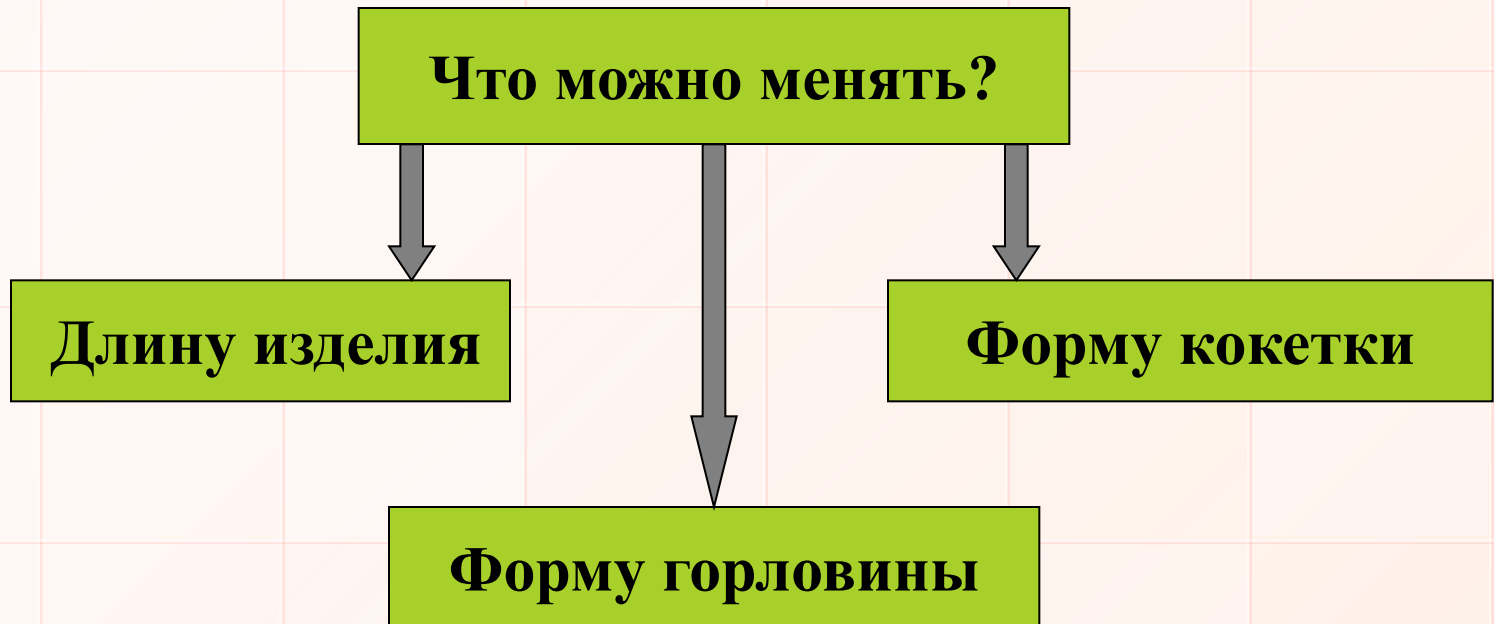 Что можно менять?
Длину изделия
Форму кокетки
Форму горловины